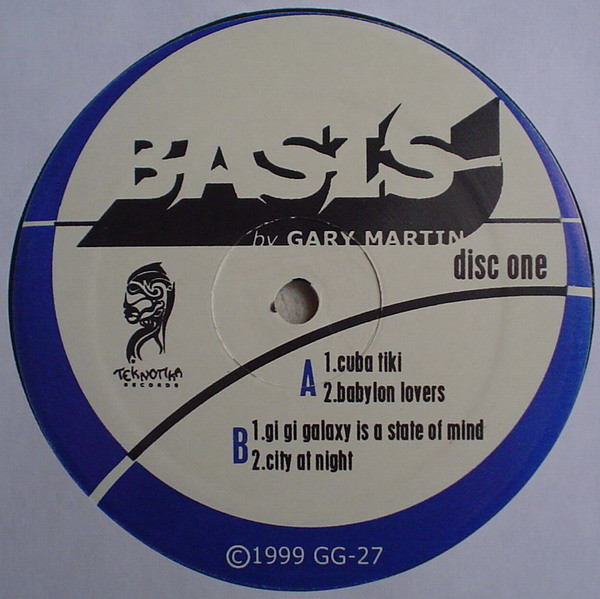 BASIS
by GARY MARTIN
disc one
TEKNOTIKA
RECORDS
A
1.cuba tiki
2.babylon lovers
B
1.gi gi galaxy is a state of mind
2.city at night
©1999 GG-27